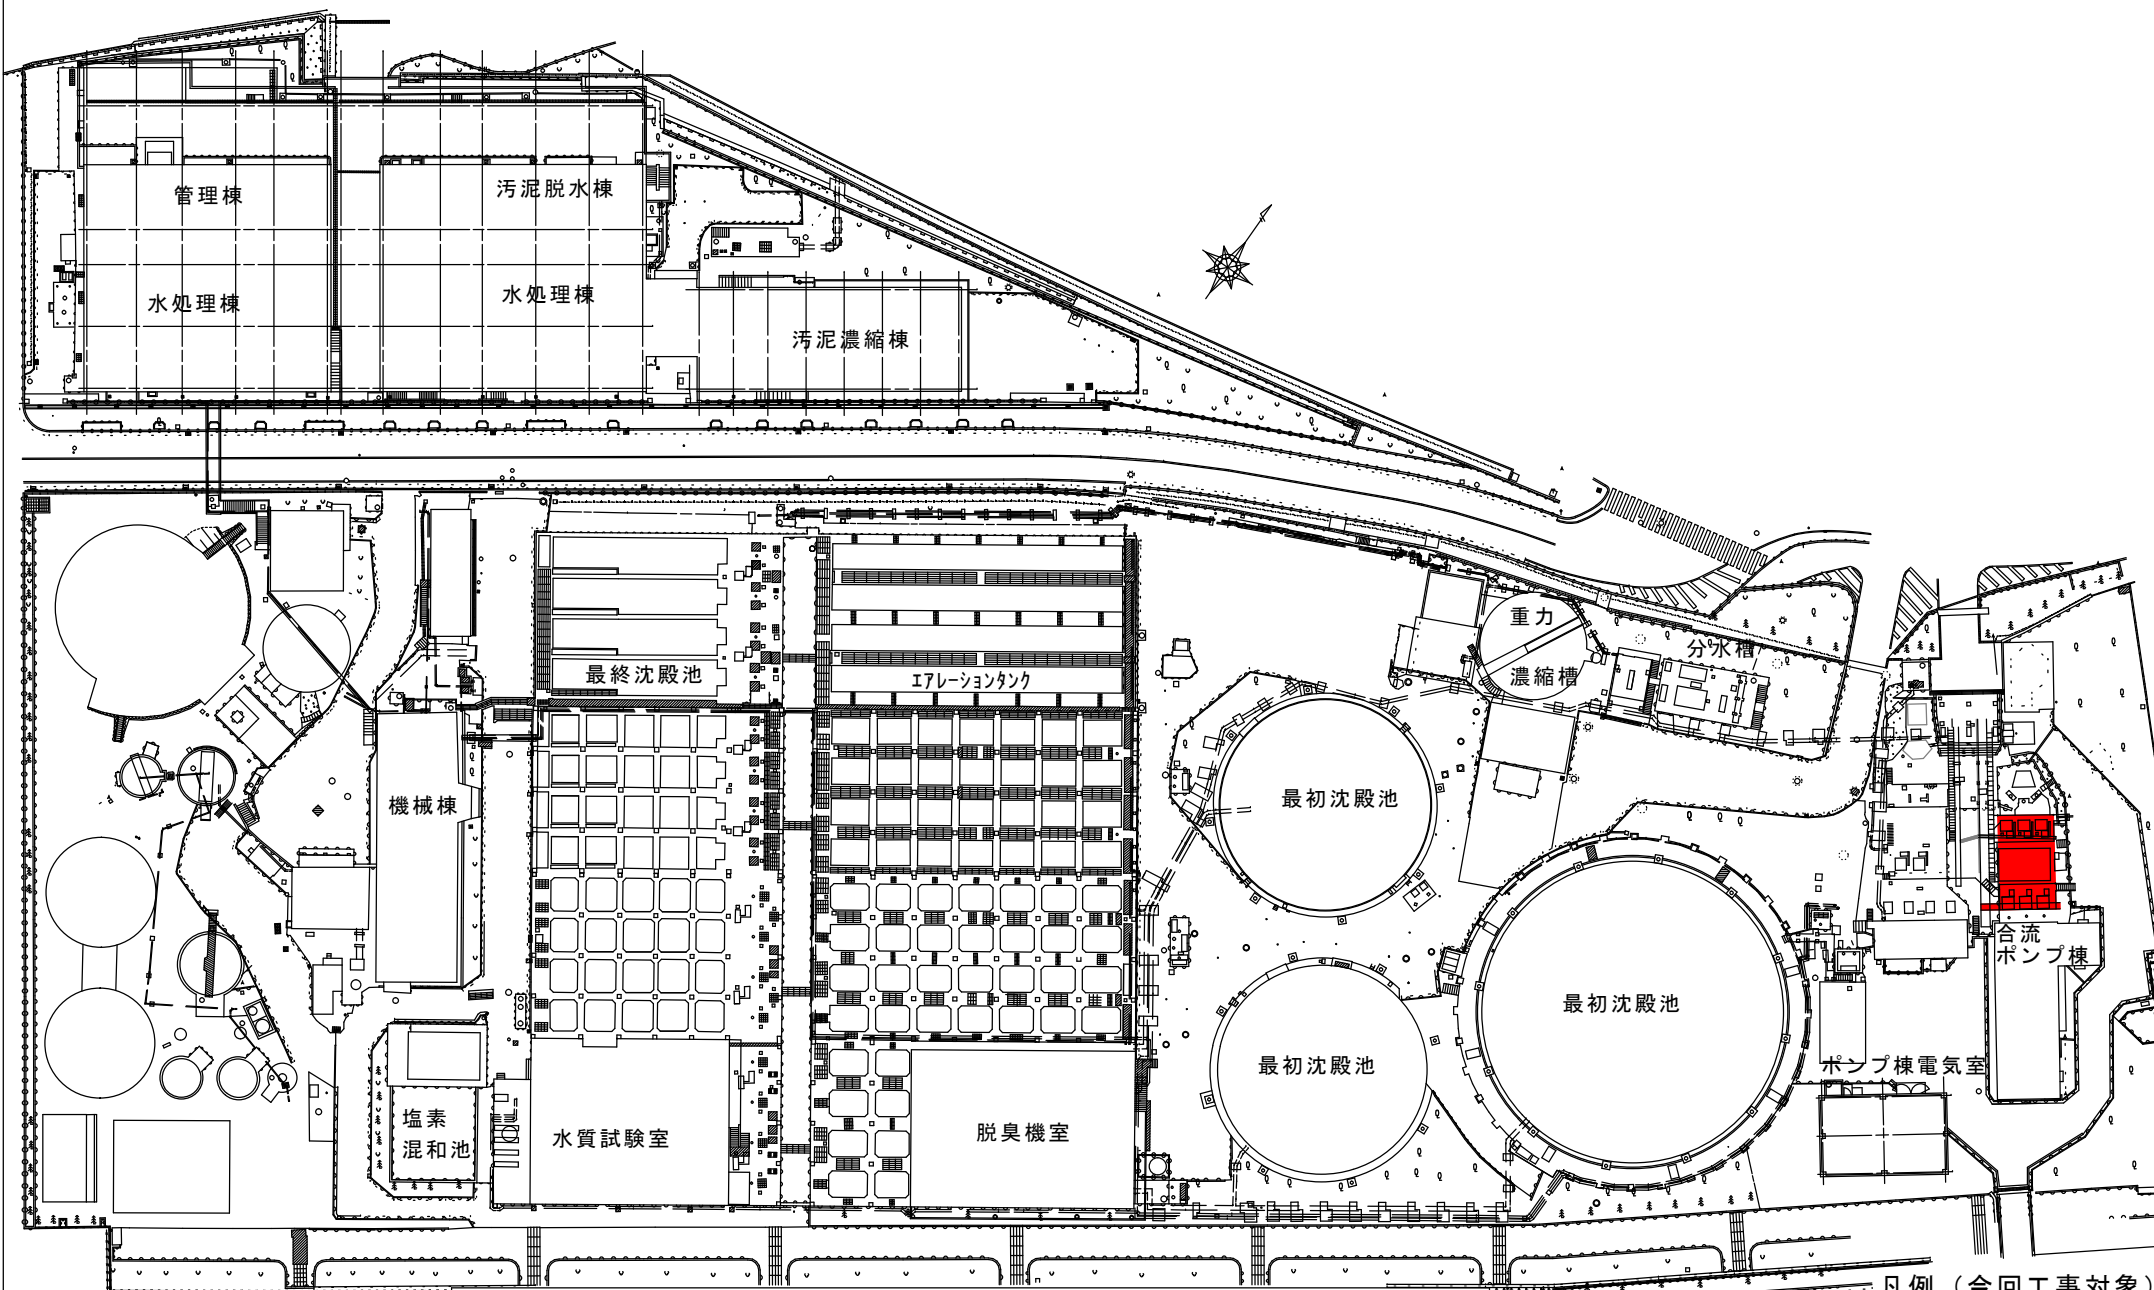 管理棟
汚泥脱水棟
水処理棟
水処理棟
汚泥濃縮棟
重力
濃縮槽
分水槽
最終沈殿池
エアレーションタンク
機械棟
最初沈殿池
合流
ポンプ棟
最初沈殿池
最初沈殿池
ポンプ棟電気室
塩素
混和池
水質試験室
脱臭機室
凡例（今回工事対象）